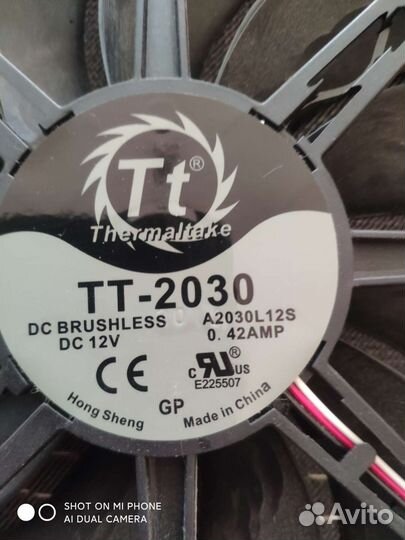 Tt®
Thermaltake
TT-2030
DC BRUSHLESS A2030L12S
DC 12V 0.42AMP
CE c RU US
E225507
Hong Sheng GP Made in China
SHOT ON MI PHONE
AI DUAL CAMERA
Avito